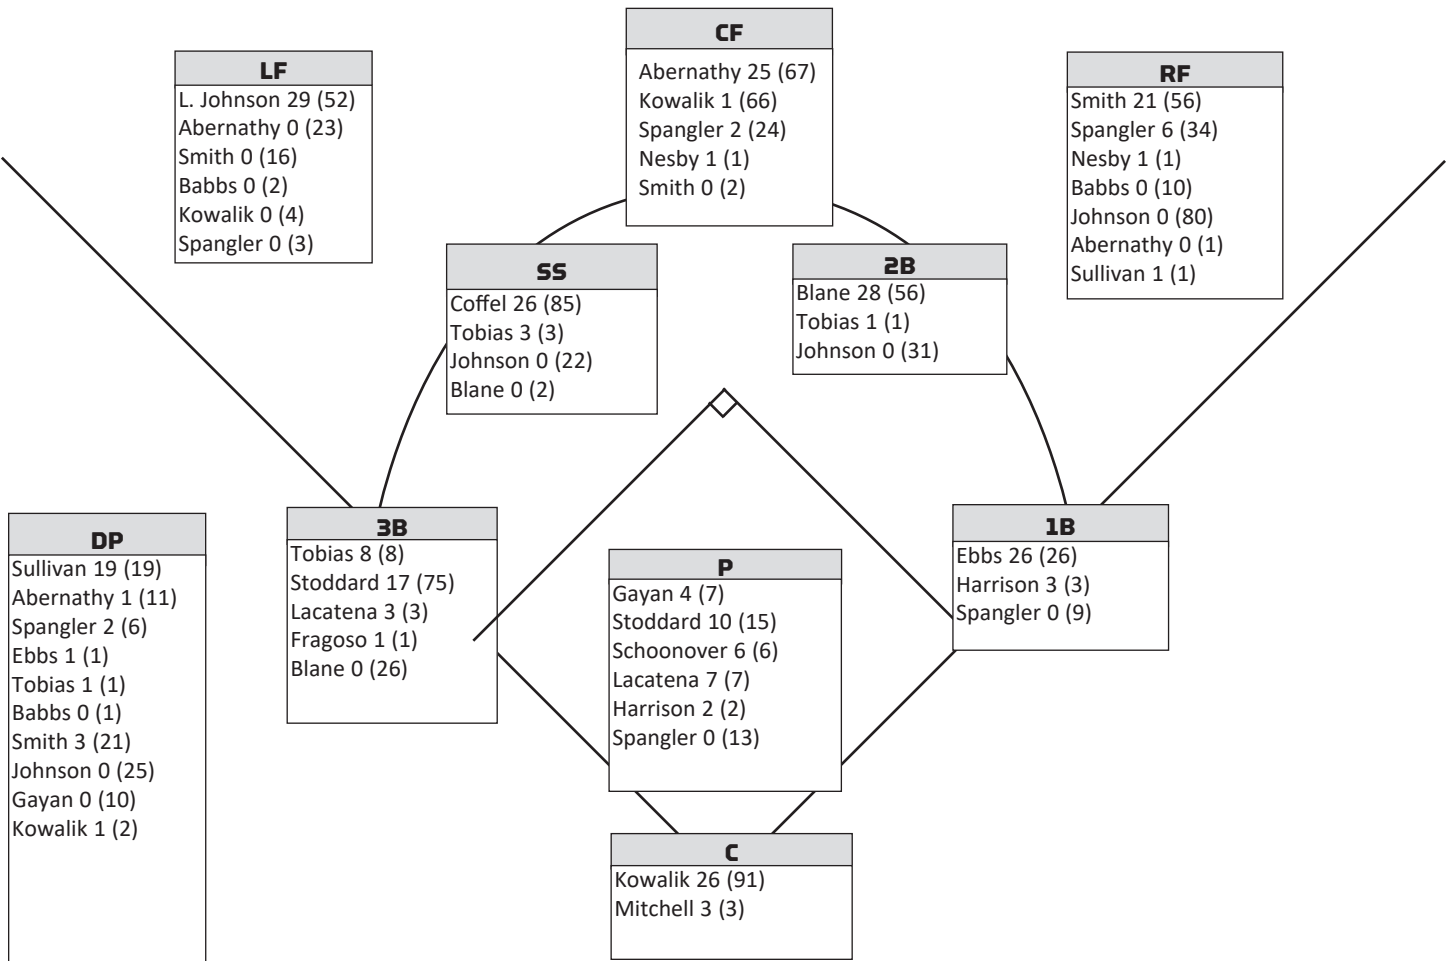 CF
Abernathy 25 (67)
Kowalik 1 (66)
Spangler 2 (24)
Nesby 1 (1)
Smith 0 (2)
LF
L. Johnson 29 (52)
Abernathy 0 (23)
Smith 0 (16)
Babbs 0 (2)
Kowalik 0 (4)
Spangler 0 (3)
RF
Smith 21 (56)
Spangler 6 (34)
Nesby 1 (1)
Babbs 0 (10)
Johnson 0 (80)
Abernathy 0 (1)
Sullivan 1 (1)
SS
Coffel 26 (85)
Tobias 3 (3)
Johnson 0 (22)
Blane 0 (2)
2B
Blane 28 (56)
Tobias 1 (1)
Johnson 0 (31)
DP
Sullivan 19 (19)
Abernathy 1 (11)
Spangler 2 (6)
Ebbs 1 (1)
Tobias 1 (1)
Babbs 0 (1)
Smith 3 (21)
Johnson 0 (25)
Gayan 0 (10)
Kowalik 1 (2)
3B
Tobias 8 (8)
Stoddard 17 (75)
Lacatena 3 (3)
Fragoso 1 (1)
Blane 0 (26)
P
Gayan 4 (7)
Stoddard 10 (15)
Schoonover 6 (6)
Lacatena 7 (7)
Harrison 2 (2)
Spangler 0 (13)
1B
Ebbs 26 (26)
Harrison 3 (3)
Spangler 0 (9)
C
Kowalik 26 (91)
Mitchell 3 (3)